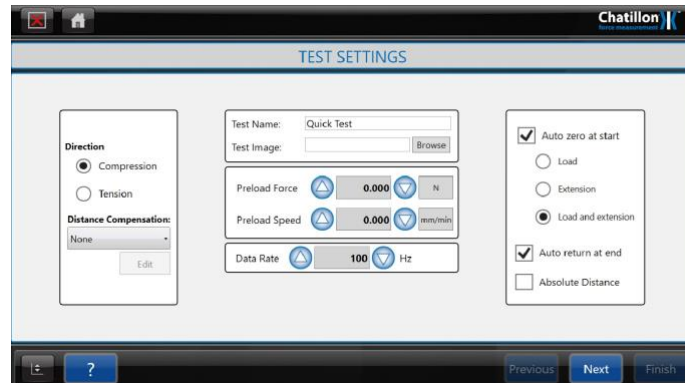 Chatillon
force measurement
TEST SETTINGS
Direction
Compression
Tension
Distance Compensation:
None
Edit
Test Name: Quick Test
Test Image: Browse
Preload Force 0.000 N
Preload Speed 0.000 mm/min
Data Rate 100 Hz
Auto zero at start
Load
Extension
Load and extension
Auto return at end
Absolute Distance
?
Previous Next Finish